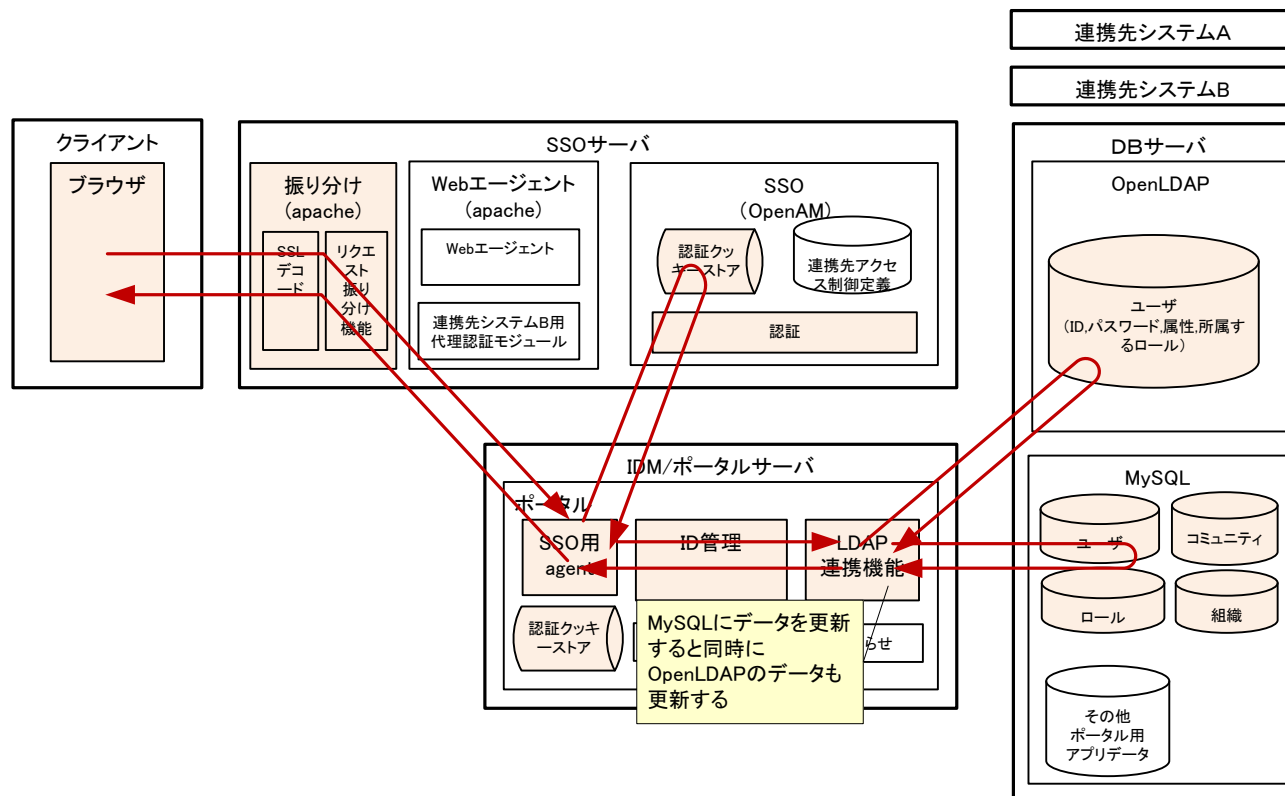 連携先システムA
連携先システムB
クライアント
ブラウザ
SSOサーバ
振り分け
(apache)
SSL
デコ
ード
リクエ
スト
振り
分け
機能
Webエージェント
(apache)
Webエージェント
連携先システムB用
代理認証モジュール
SSO
(OpenAM)
認証クッ
キーストア
連携先アクセ
ス制御定義
認証
DBサーバ
OpenLDAP
ユーザ
(ID,パスワード,属性,所属す
るロール)
MySQL
ユーザ
コミュニティ
ロール
組織
その他
ポータル用
アプリデータ
IDM/ポータルサーバ
ポータル
SSO用
agent
ID管理
LDAP
連携機能
認証クッキ
ーストア
らせ
MySQLにデータを更新
すると同時に
OpenLDAPのデータも
更新する